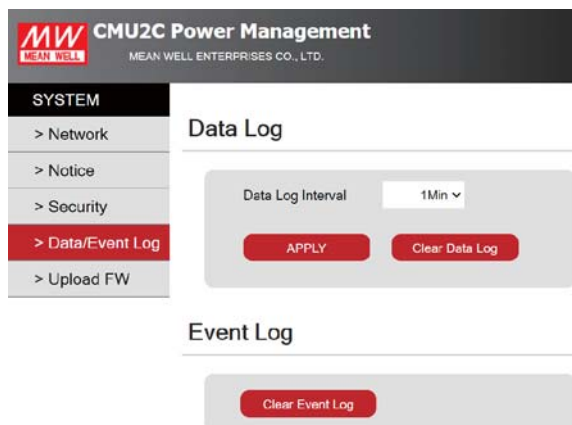 MW
MEAN WELL
CMU2C Power Management
MEAN WELL ENTERPRISES CO., LTD.
SYSTEM
> Network
> Notice
> Security
> Data/Event Log
> Upload FW
Data Log
Data Log Interval 1Min
APPLY Clear Data Log
Event Log
Clear Event Log